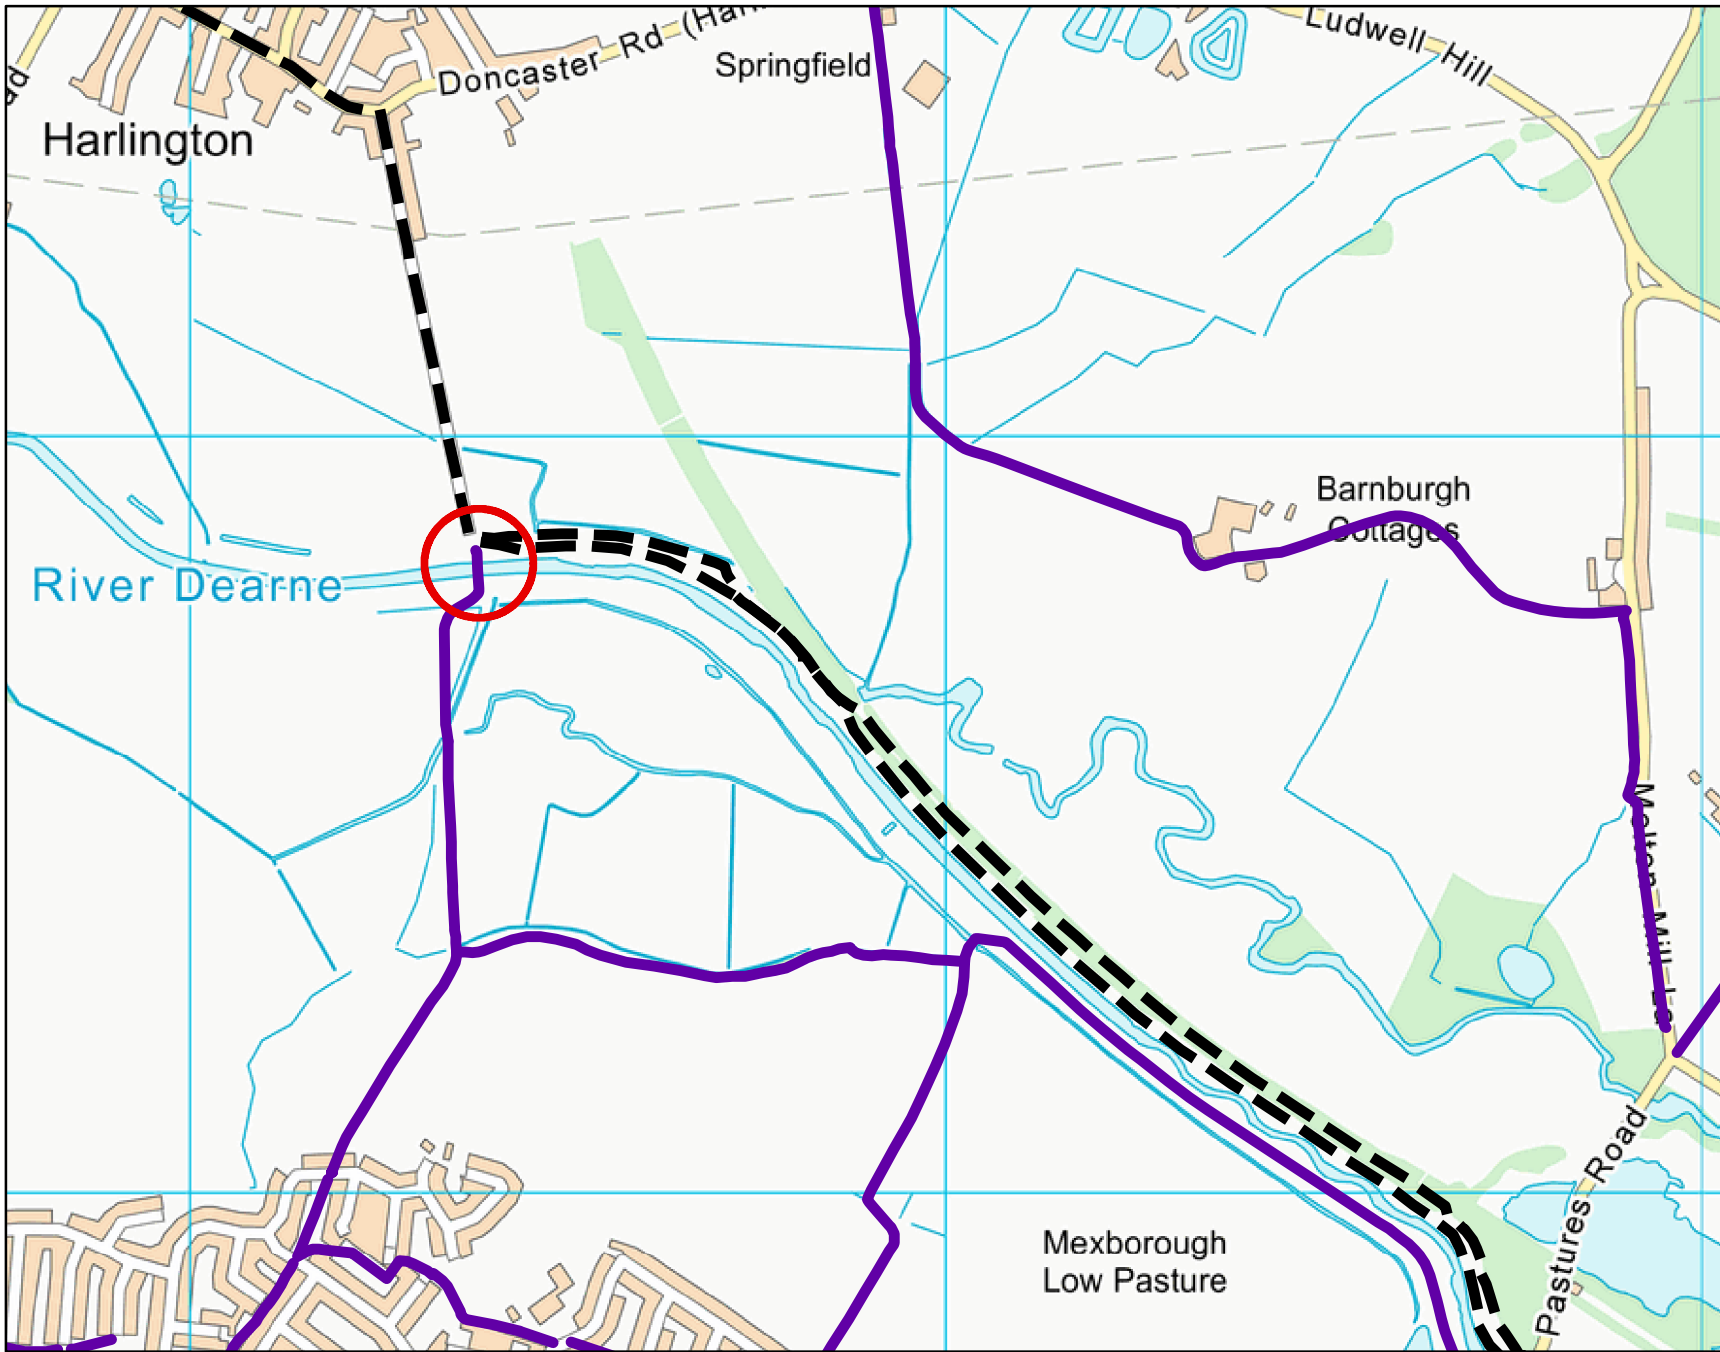 Ludwell Hill
Doncaster Rd
Springfield
Harlington
Barnburgh
Cottages
River Dearne
Melton Mill La
Pastures Road
Mexborough
Low Pasture